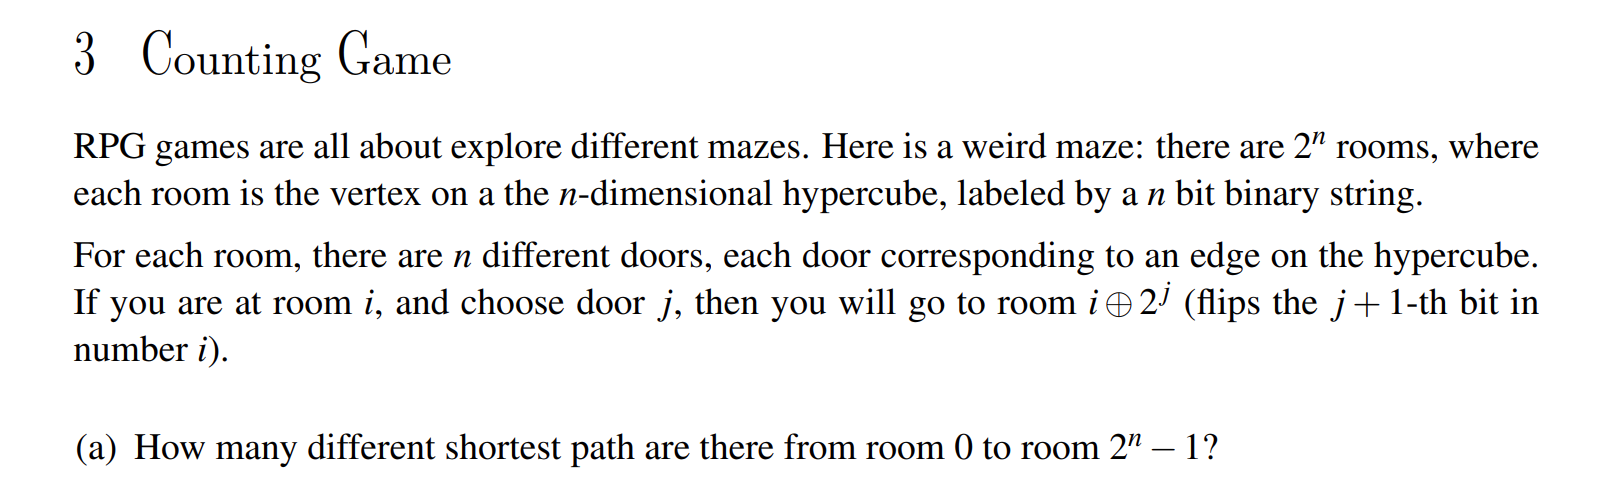 3 Counting Game
RPG games are all about explore different mazes. Here is a weird maze: there are 2ⁿ rooms, where
each room is the vertex on a the n-dimensional hypercube, labeled by a n bit binary string.
For each room, there are n different doors, each door corresponding to an edge on the hypercube.
If you are at room i, and choose door j, then you will go to room i ⊕ 2ʲ (flips the j + 1-th bit in
number i).
(a) How many different shortest path are there from room 0 to room 2ⁿ − 1?